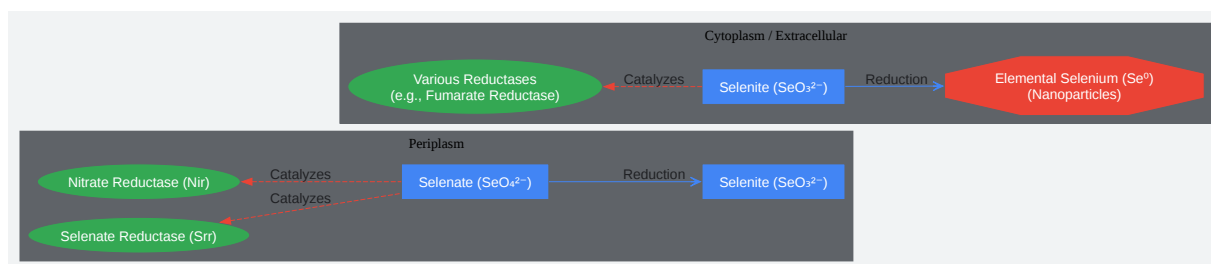 Cytoplasm / Extracellular
Various Reductases
(e.g., Fumarate Reductase)
Catalyzes
Selenite (SeO₃²⁻)
Reduction
Elemental Selenium (Se⁰)
(Nanoparticles)
Periplasm
Nitrate Reductase (Nir)
Catalyzes
Selenate (SeO₄²⁻)
Reduction
Selenite (SeO₃²⁻)
Catalyzes
Selenate Reductase (Srr)